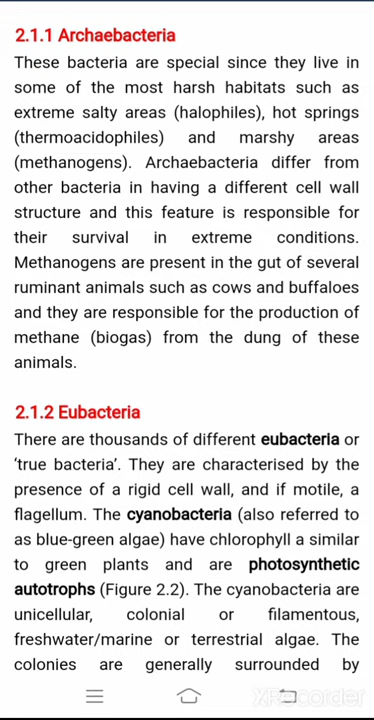 2.1.1 Archaebacteria
These bacteria are special since they live in
some of the most harsh habitats such as
extreme salty areas (halophiles), hot springs
(thermoacidophiles) and marshy areas
(methanogens). Archaebacteria differ from
other bacteria in having a different cell wall
structure and this feature is responsible for
their survival in extreme conditions.
Methanogens are present in the gut of several
ruminant animals such as cows and buffaloes
and they are responsible for the production of
methane (biogas) from the dung of these
animals.
2.1.2 Eubacteria
There are thousands of different eubacteria or
‘true bacteria’. They are characterised by the
presence of a rigid cell wall, and if motile, a
flagellum. The cyanobacteria (also referred to
as blue-green algae) have chlorophyll a similar
to green plants and are photosynthetic
autotrophs (Figure 2.2). The cyanobacteria are
unicellular, colonial or filamentous,
freshwater/marine or terrestrial algae. The
colonies are generally surrounded by
XRecorder